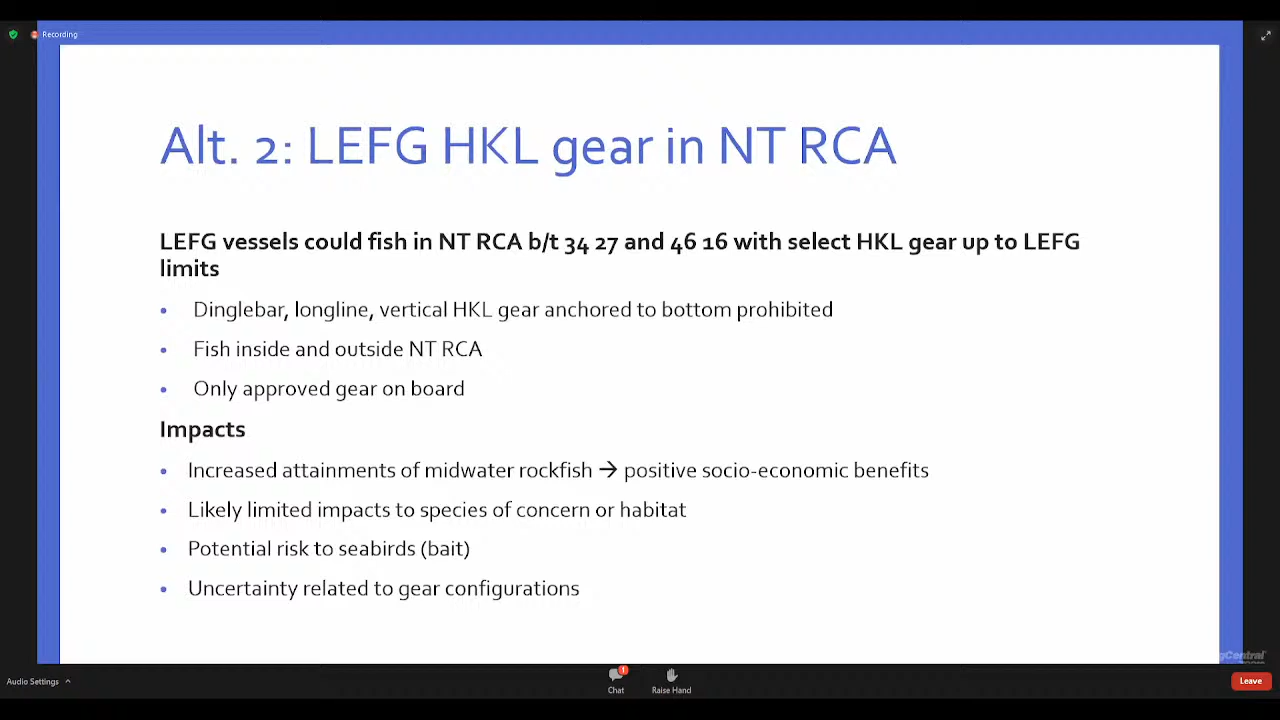 Recording
Alt. 2: LEFG HKL gear in NT RCA
LEFG vessels could fish in NT RCA b/t 34 27 and 46 16 with select HKL gear up to LEFG
limits
• Dinglebar, longline, vertical HKL gear anchored to bottom prohibited
• Fish inside and outside NT RCA
• Only approved gear on board
Impacts
• Increased attainments of midwater rockfish → positive socio-economic benefits
• Likely limited impacts to species of concern or habitat
• Potential risk to seabirds (bait)
• Uncertainty related to gear configurations
Audio Settings
1
Chat
Raise Hand
Leave